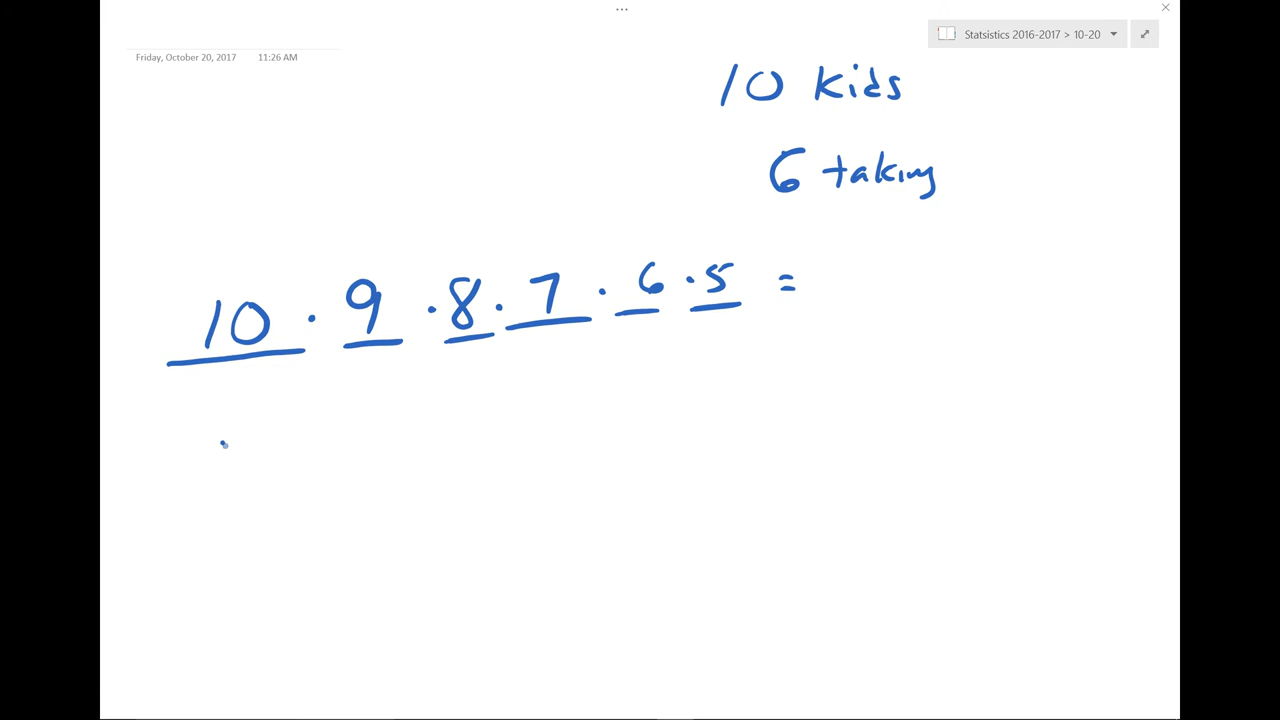 ...
Statsistics 2016-2017 > 10-20
Friday, October 20, 2017 11:26 AM
10 kids
6 taking
10 · 9 · 8 · 7 · 6 · 5 =